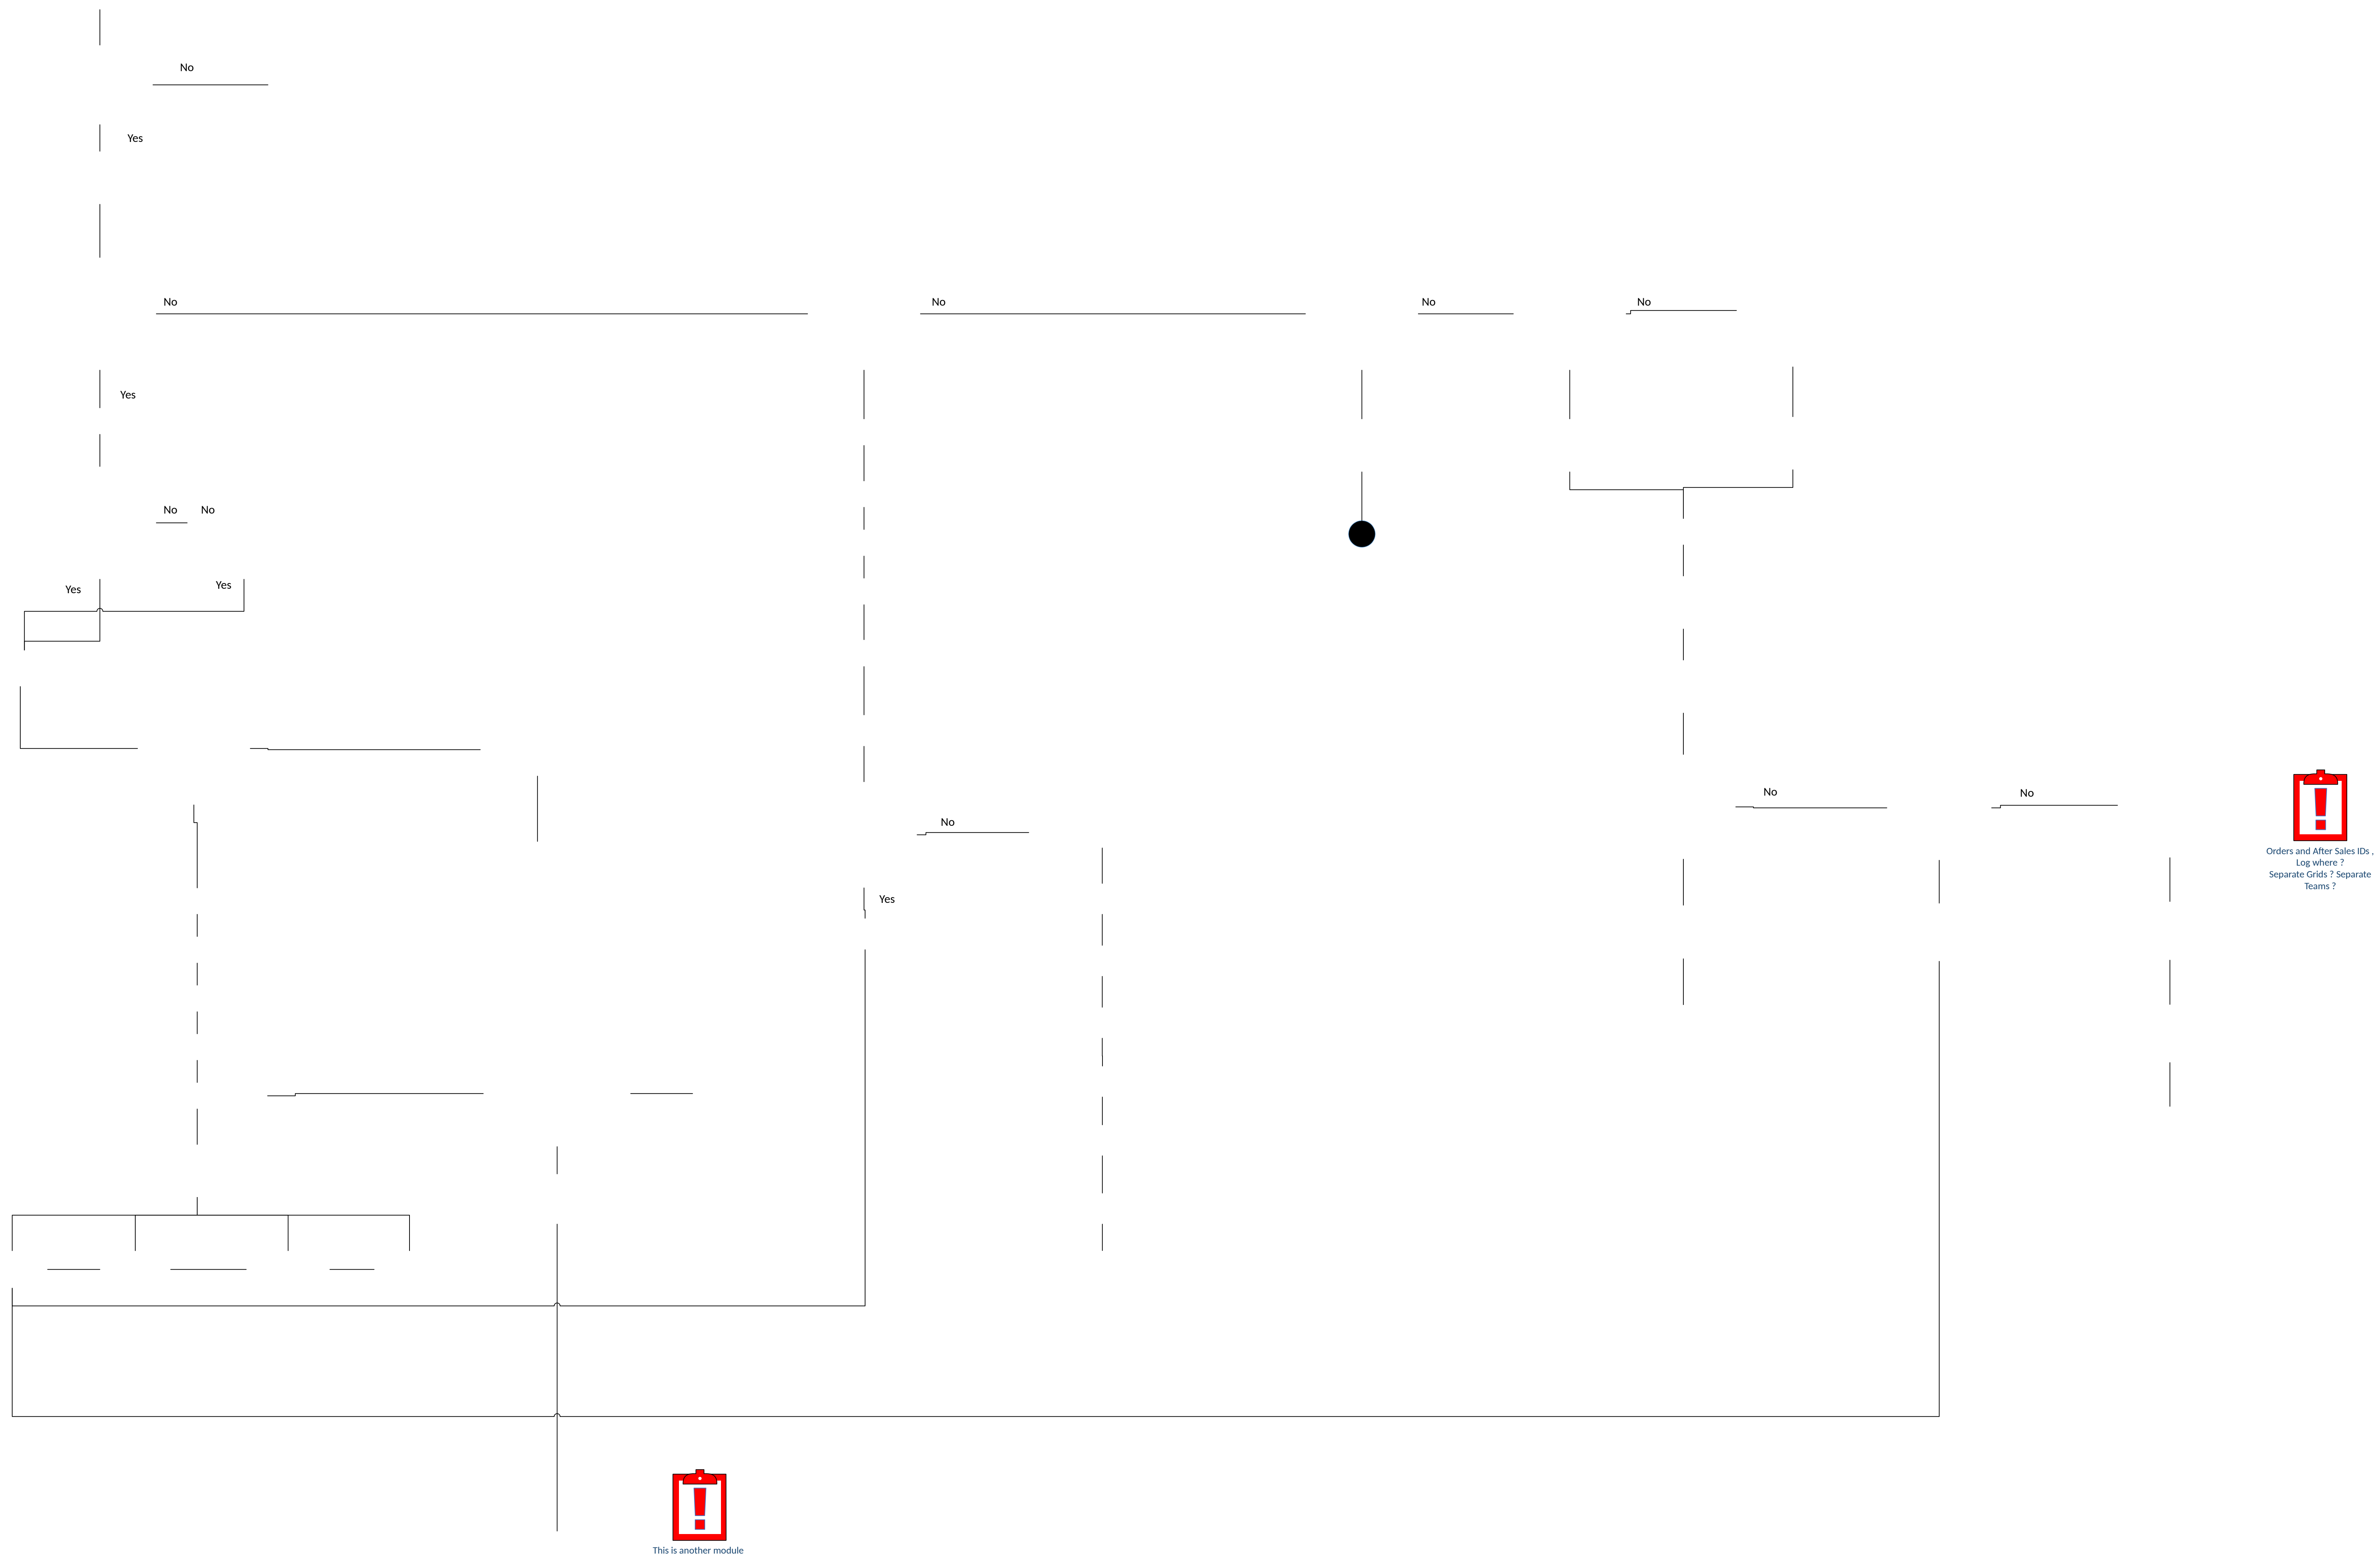 No
Yes
No
No
No
No
Yes
No
No
Yes
Yes
No
No
No
Yes
Orders and After Sales IDs ,
Log where ?
Separate Grids ? Separate
Teams ?
This is another module